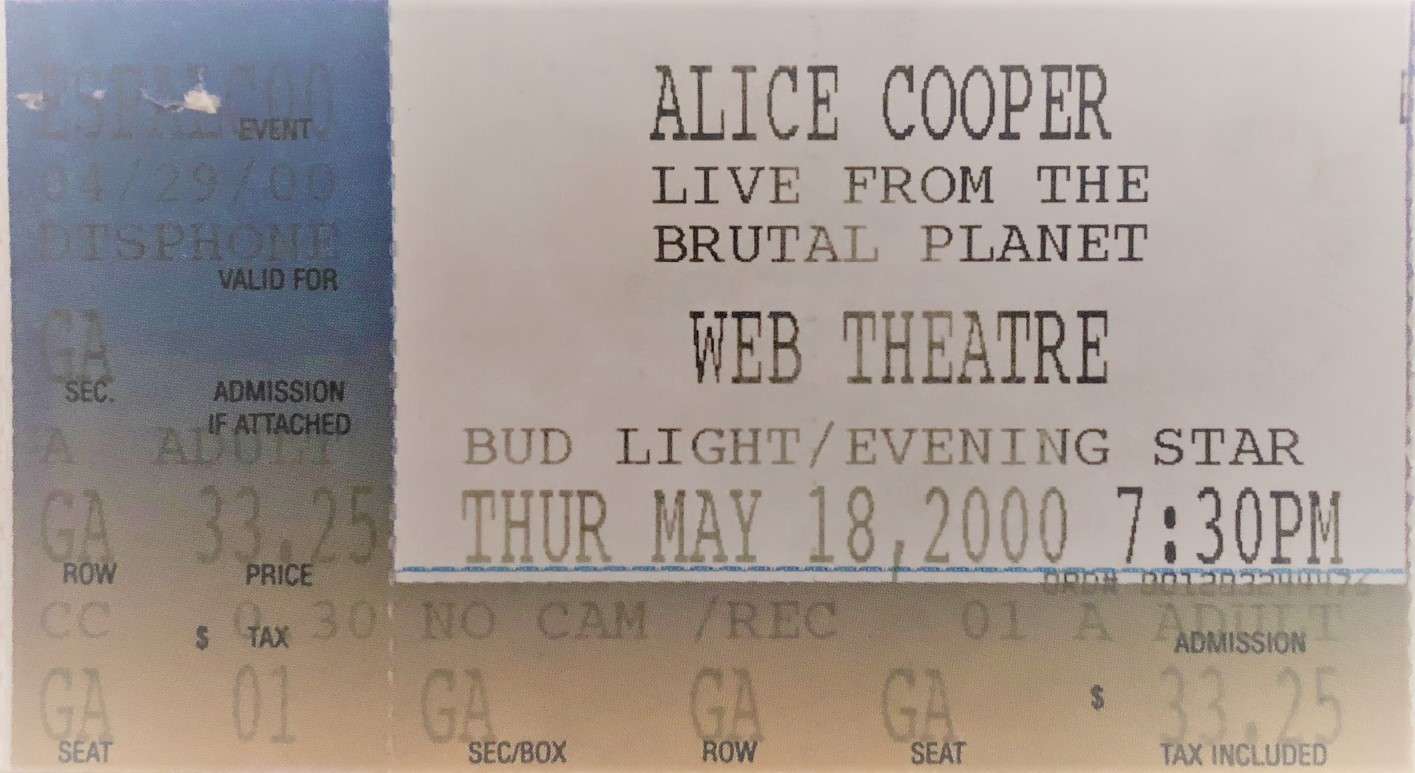 EVENT
04/29/00
DTSPHONE
VALID FOR
GA
SEC.
ADMISSION
IF ATTACHED
A ADULT
GA 33.25
ROW PRICE
CC 0.30
$ TAX
GA 01
SEAT
ALICE COOPER
LIVE FROM THE
BRUTAL PLANET
WEB THEATRE
BUD LIGHT/EVENING STAR
THUR MAY 18,2000 7:30PM
NO CAM /REC 01 A ADULT
ADMISSION
GA GA GA $ 33.25
SEC/BOX ROW SEAT TAX INCLUDED